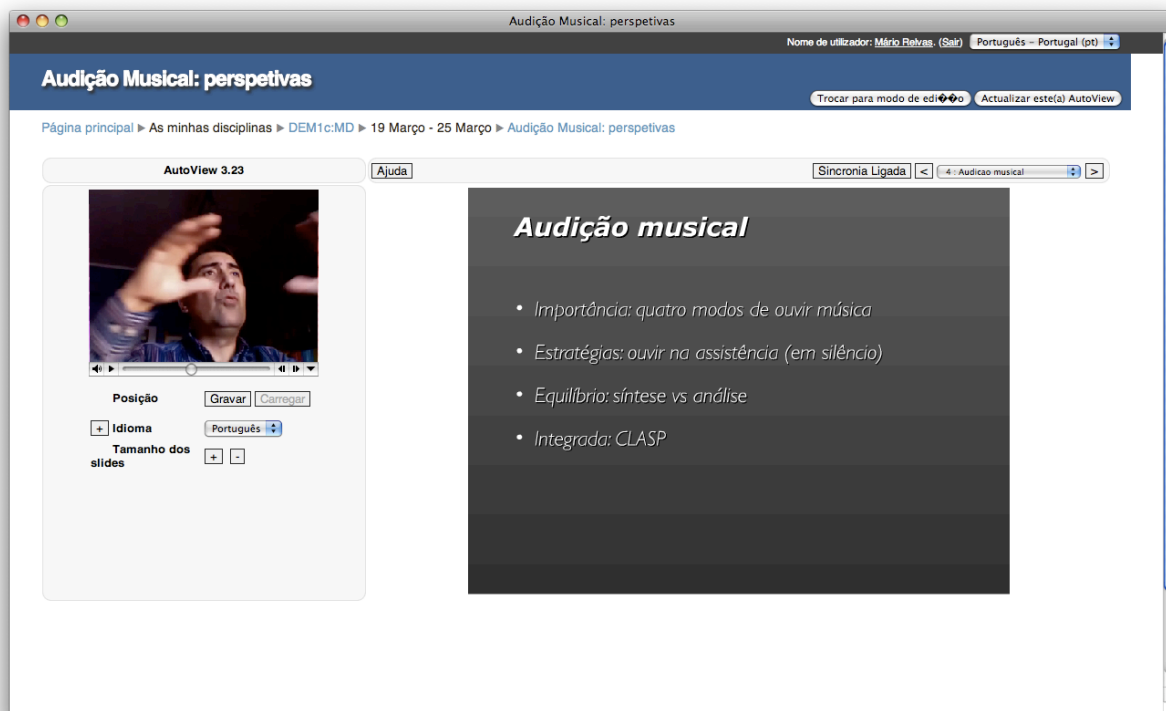 Audição Musical: perspetivas
Nome de utilizador: Mário Relvas. (Sair) Português – Portugal (pt)
Audição Musical: perspetivas
Trocar para modo de edi��o Actualizar este(a) AutoView
Página principal ▶ As minhas disciplinas ▶ DEM1c:MD ▶ 19 Março - 25 Março ▶ Audição Musical: perspetivas
AutoView 3.23
Ajuda
Sincronia Ligada < 4 : Audicao musical >
Audição musical
• Importância: quatro modos de ouvir música
• Estratégias: ouvir na assistência (em silêncio)
• Equilíbrio: síntese vs análise
• Integrada: CLASP
Posição Gravar Carregar
+ Idioma Português
Tamanho dos
slides + -